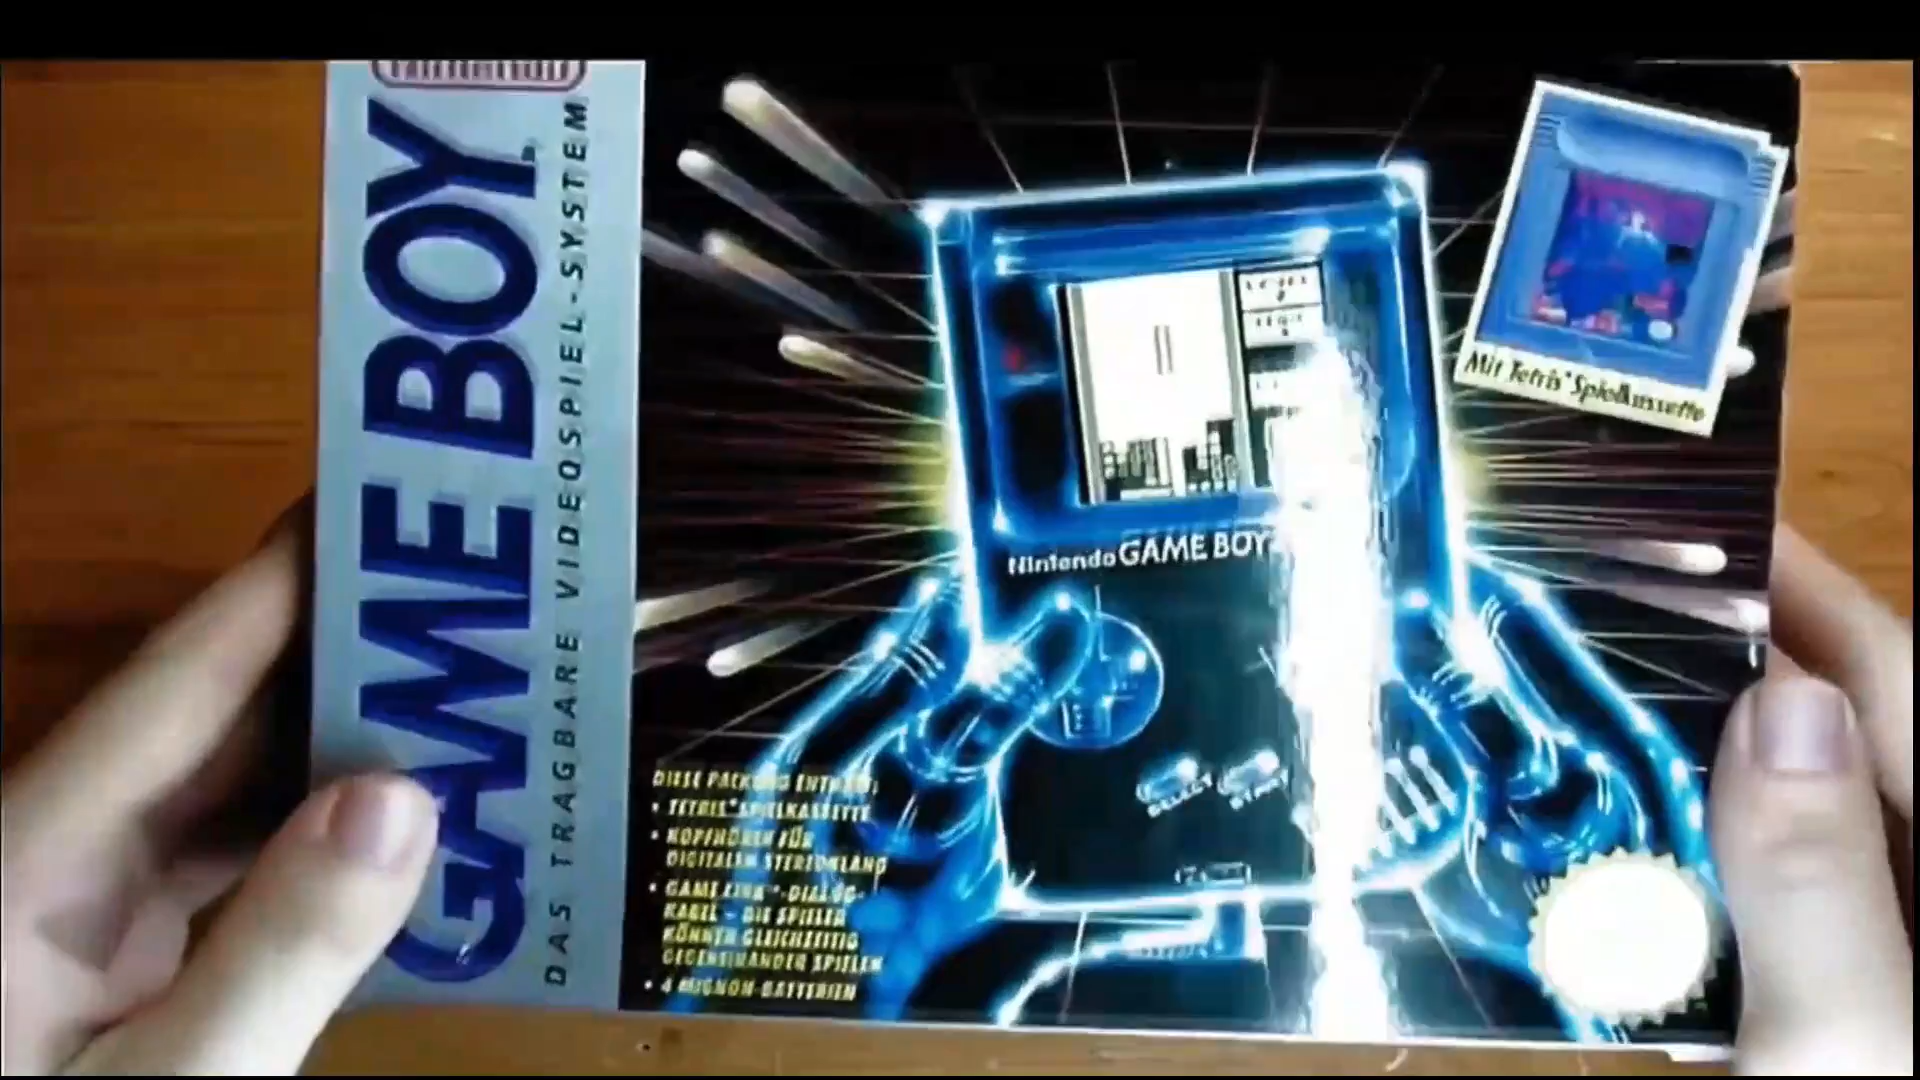 GAME BOY
DAS TRAGBARE VIDEOSPIEL-SYSTEM
Mit Tetris® Spielkassette
Nintendo GAME BOY
SELECT START
DIESE PACKUNG ENTHÄLT:
• TETRIS® SPIELKASSETTE
• KOPFHÖRER FÜR
DIGITALEN STEREOKLANG
• GAME LINK™-DIALOG-
KABEL – DIE SPIELER
KÖNNEN GLEICHZEITIG
GEGENEINANDER SPIELEN
• 4 MIGNON-BATTERIEN